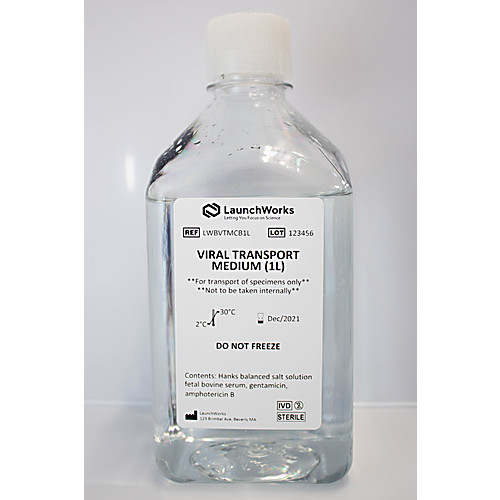 LaunchWorks
Letting You Focus on Science
REF LWBVTMCB1L LOT 123456
VIRAL TRANSPORT
MEDIUM (1L)
**For transport of specimens only**
**Not to be taken internally**
30°C
2°C
Dec/2021
DO NOT FREEZE
Contents: Hanks balanced salt solution
fetal bovine serum, gentamicin,
amphotericin B
LaunchWorks
123 Brimbal Ave, Beverly MA
IVD 2
STERILE